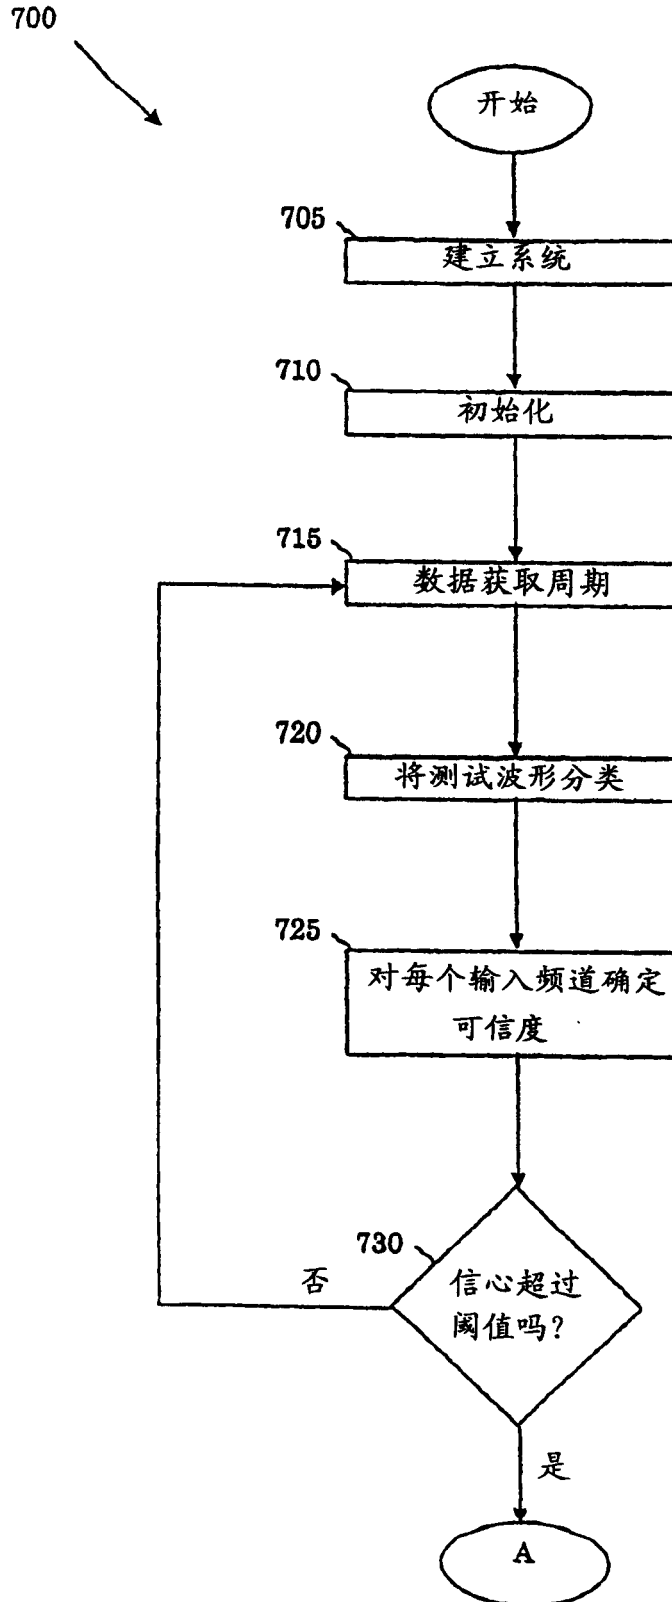 700
开始
705
建立系统
710
初始化
715
数据获取周期
720
将测试波形分类
725
对每个输入频道确定
可信度
730
否
信心超过
阈值吗?
是
A